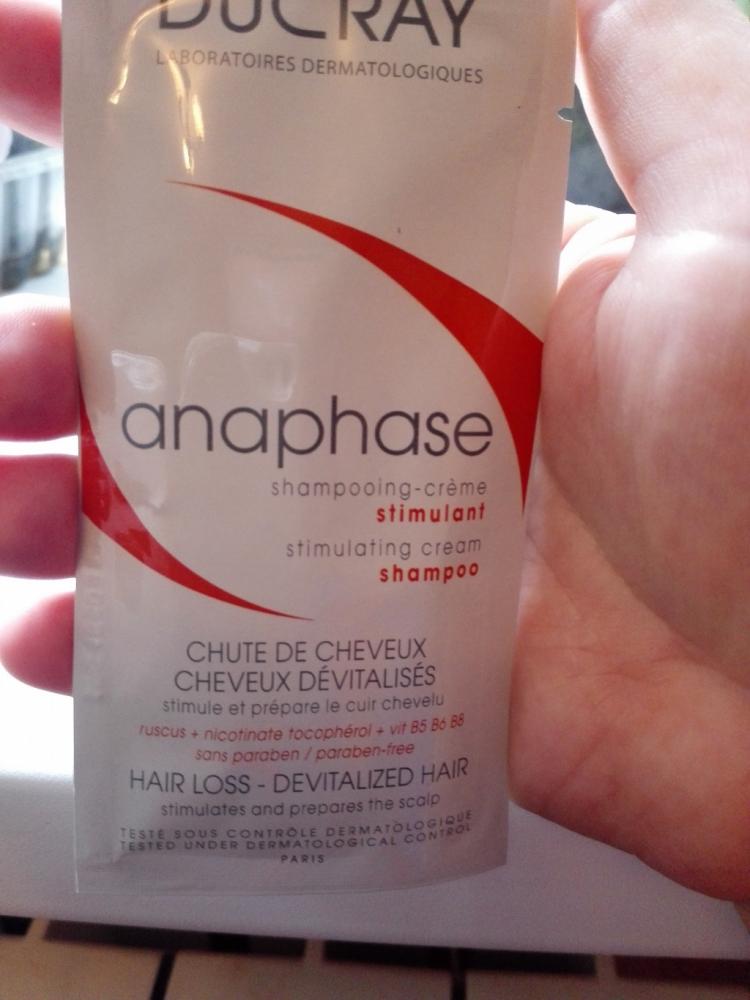 DUCRAY
LABORATOIRES DERMATOLOGIQUES
anaphase
shampooing-crème
stimulant
stimulating cream
shampoo
CHUTE DE CHEVEUX
CHEVEUX DÉVITALISÉS
stimule et prépare le cuir chevelu
ruscus + nicotinate tocophérol + vit B5 B6 B8
sans paraben / paraben-free
HAIR LOSS - DEVITALIZED HAIR
stimulates and prepares the scalp
TESTÉ SOUS CONTRÔLE DERMATOLOGIQUE
TESTED UNDER DERMATOLOGICAL CONTROL
PARIS